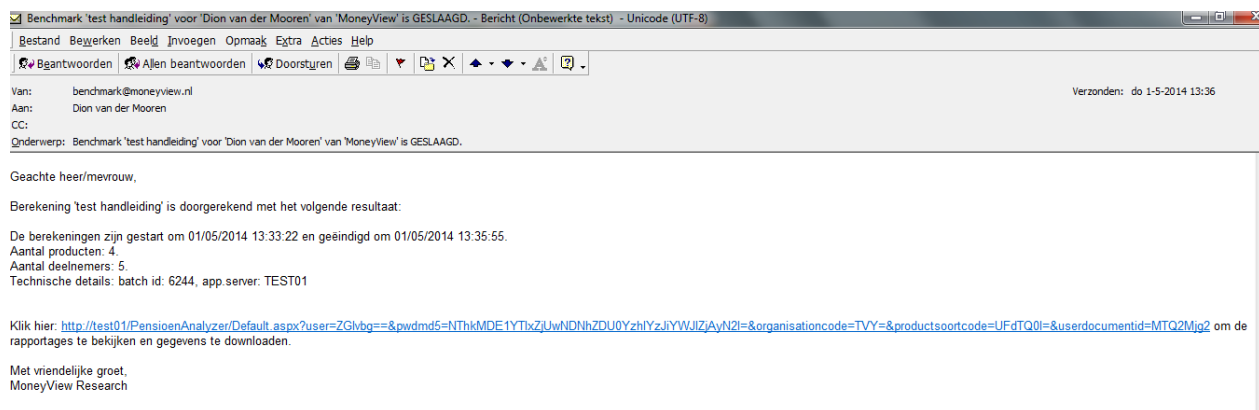 Benchmark 'test handleiding' voor 'Dion van der Mooren' van 'MoneyView' is GESLAAGD. - Bericht (Onbewerkte tekst) - Unicode (UTF-8)
Bestand Bewerken Beeld Invoegen Opmaak Extra Acties Help
Beantwoorden Allen beantwoorden Doorsturen
Van: benchmark@moneyview.nl Verzonden: do 1-5-2014 13:36
Aan: Dion van der Mooren
CC:
Onderwerp: Benchmark 'test handleiding' voor 'Dion van der Mooren' van 'MoneyView' is GESLAAGD.
Geachte heer/mevrouw,
Berekening 'test handleiding' is doorgerekend met het volgende resultaat:
De berekeningen zijn gestart om 01/05/2014 13:33:22 en geëindigd om 01/05/2014 13:35:55.
Aantal producten: 4.
Aantal deelnemers: 5.
Technische details: batch id: 6244, app.server: TEST01
Klik hier: http://test01/PensioenAnalyzer/Default.aspx?user=ZGlvbg==&pwdmd5=NThkMDE1YTIxZjUwNDNhZDU0YzhlYzJiYWJlZjAyN2I=&organisationcode=TVY=&productsoortcode=UFdTQ0I=&userdocumentid=MTQ2Mjg2 om de
rapportages te bekijken en gegevens te downloaden.
Met vriendelijke groet,
MoneyView Research